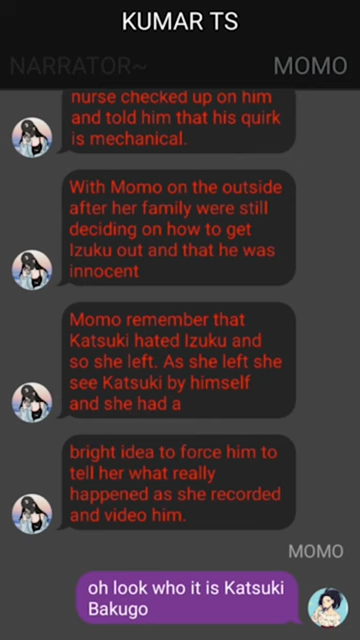 KUMAR TS
NARRATOR~ MOMO
nurse checked up on him
and told him that his quirk
is mechanical.
With Momo on the outside
after her family were still
deciding on how to get
Izuku out and that he was
innocent
Momo remember that
Katsuki hated Izuku and
so she left. As she left she
see Katsuki by himself
and she had a
bright idea to force him to
tell her what really
happened as she recorded
and video him.
MOMO
oh look who it is Katsuki
Bakugo